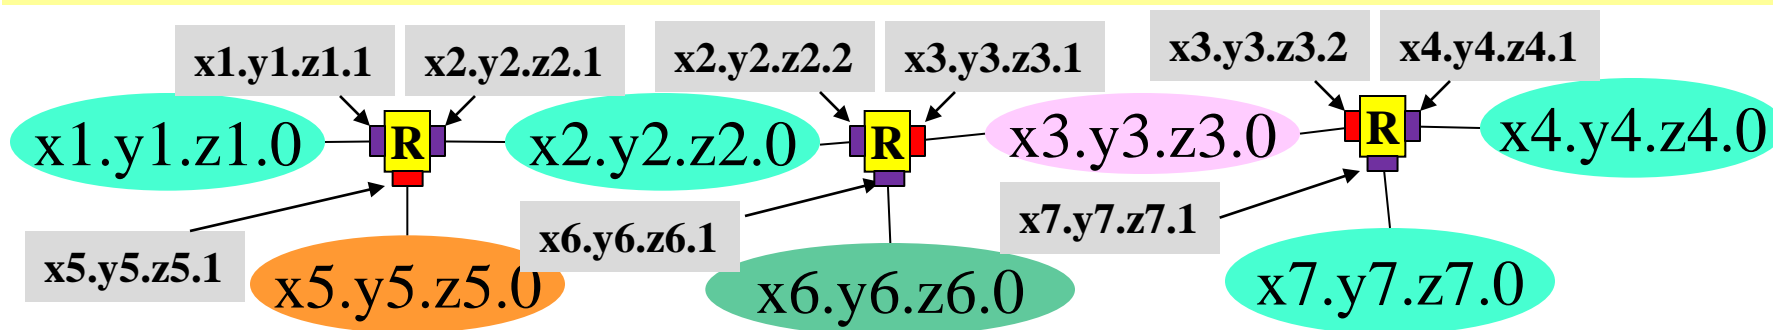 x1.y1.z1.1 x2.y2.z2.1 x2.y2.z2.2 x3.y3.z3.1 x3.y3.z3.2 x4.y4.z4.1
x1.y1.z1.0 R x2.y2.z2.0 R x3.y3.z3.0 R x4.y4.z4.0
x5.y5.z5.1 x6.y6.z6.1 x7.y7.z7.1
x5.y5.z5.0 x6.y6.z6.0 x7.y7.z7.0